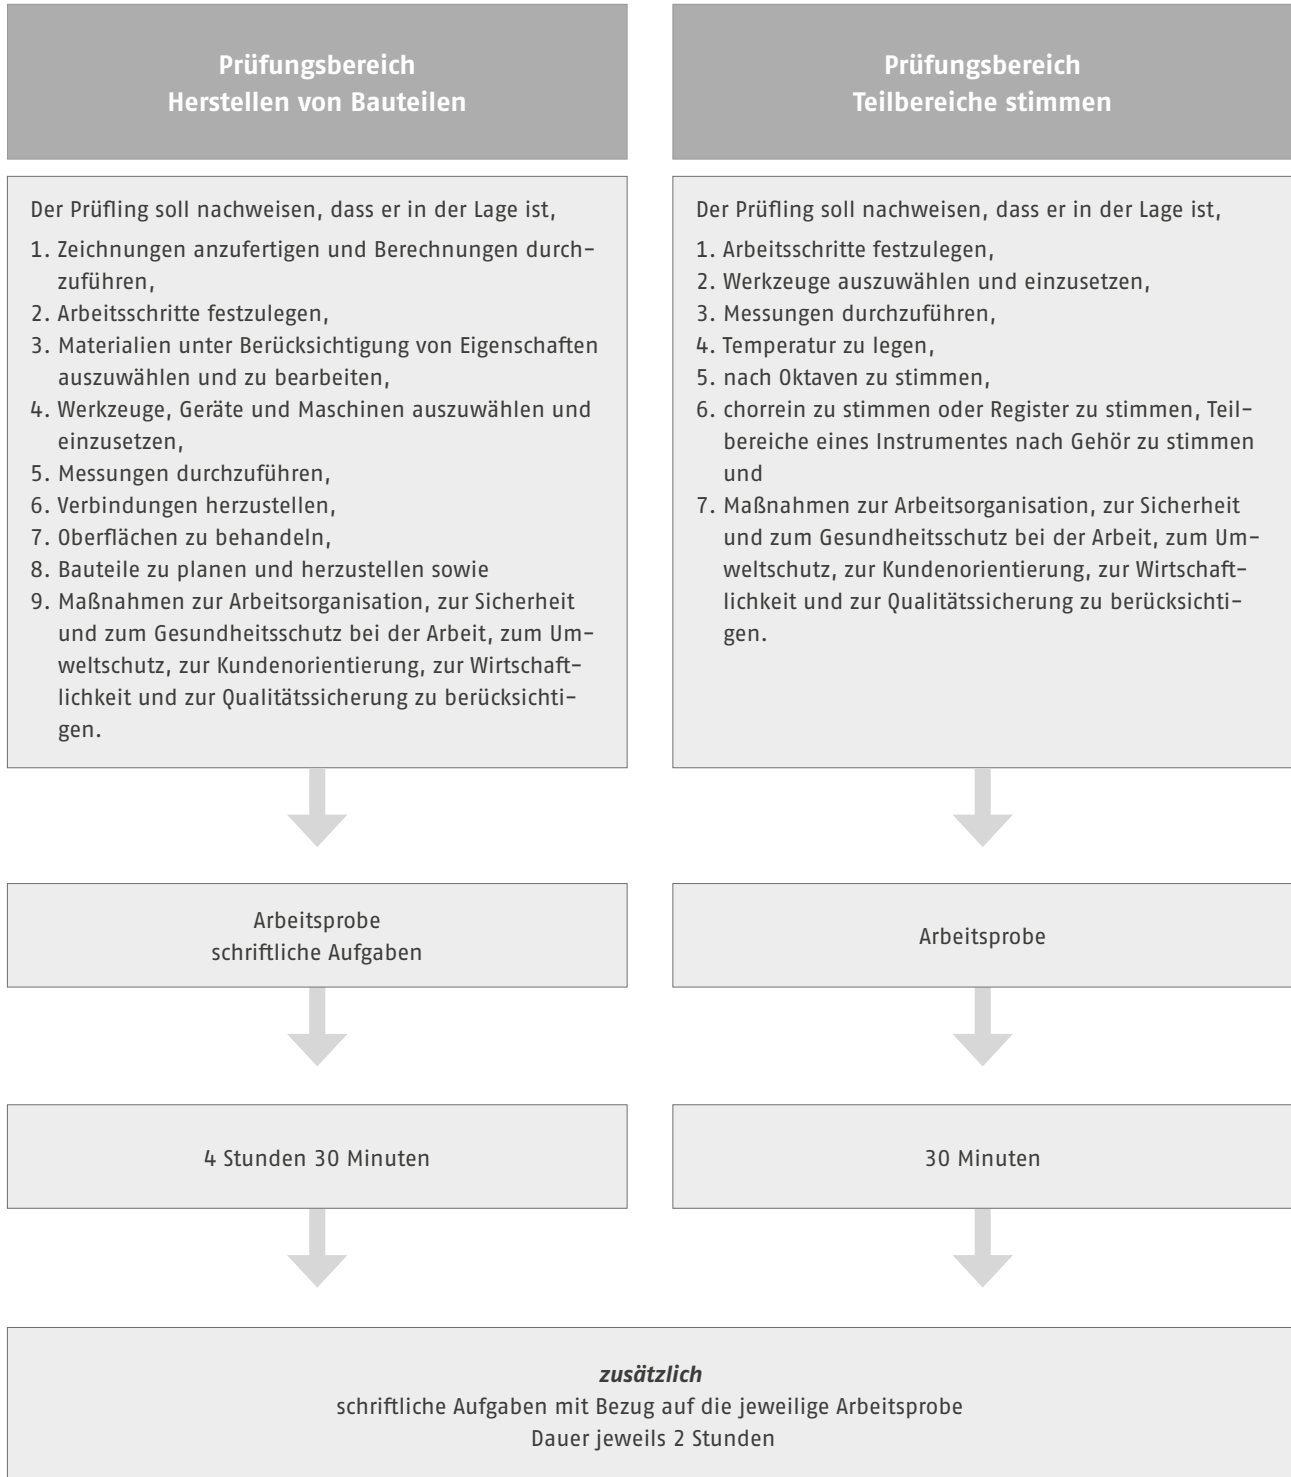 Prüfungsbereich
Herstellen von Bauteilen
Der Prüfling soll nachweisen, dass er in der Lage ist,
1. Zeichnungen anzufertigen und Berechnungen durch-
zuführen,
2. Arbeitsschritte festzulegen,
3. Materialien unter Berücksichtigung von Eigenschaften
auszuwählen und zu bearbeiten,
4. Werkzeuge, Geräte und Maschinen auszuwählen und
einzusetzen,
5. Messungen durchzuführen,
6. Verbindungen herzustellen,
7. Oberflächen zu behandeln,
8. Bauteile zu planen und herzustellen sowie
9. Maßnahmen zur Arbeitsorganisation, zur Sicherheit
und zum Gesundheitsschutz bei der Arbeit, zum Um-
weltschutz, zur Kundenorientierung, zur Wirtschaft-
lichkeit und zur Qualitätssicherung zu berücksichti-
gen.
Arbeitsprobe
schriftliche Aufgaben
4 Stunden 30 Minuten
Prüfungsbereich
Teilbereiche stimmen
Der Prüfling soll nachweisen, dass er in der Lage ist,
1. Arbeitsschritte festzulegen,
2. Werkzeuge auszuwählen und einzusetzen,
3. Messungen durchzuführen,
4. Temperatur zu legen,
5. nach Oktaven zu stimmen,
6. chorrein zu stimmen oder Register zu stimmen, Teil-
bereiche eines Instrumentes nach Gehör zu stimmen
und
7. Maßnahmen zur Arbeitsorganisation, zur Sicherheit
und zum Gesundheitsschutz bei der Arbeit, zum Um-
weltschutz, zur Kundenorientierung, zur Wirtschaft-
lichkeit und zur Qualitätssicherung zu berücksichti-
gen.
Arbeitsprobe
30 Minuten
zusätzlich
schriftliche Aufgaben mit Bezug auf die jeweilige Arbeitsprobe
Dauer jeweils 2 Stunden